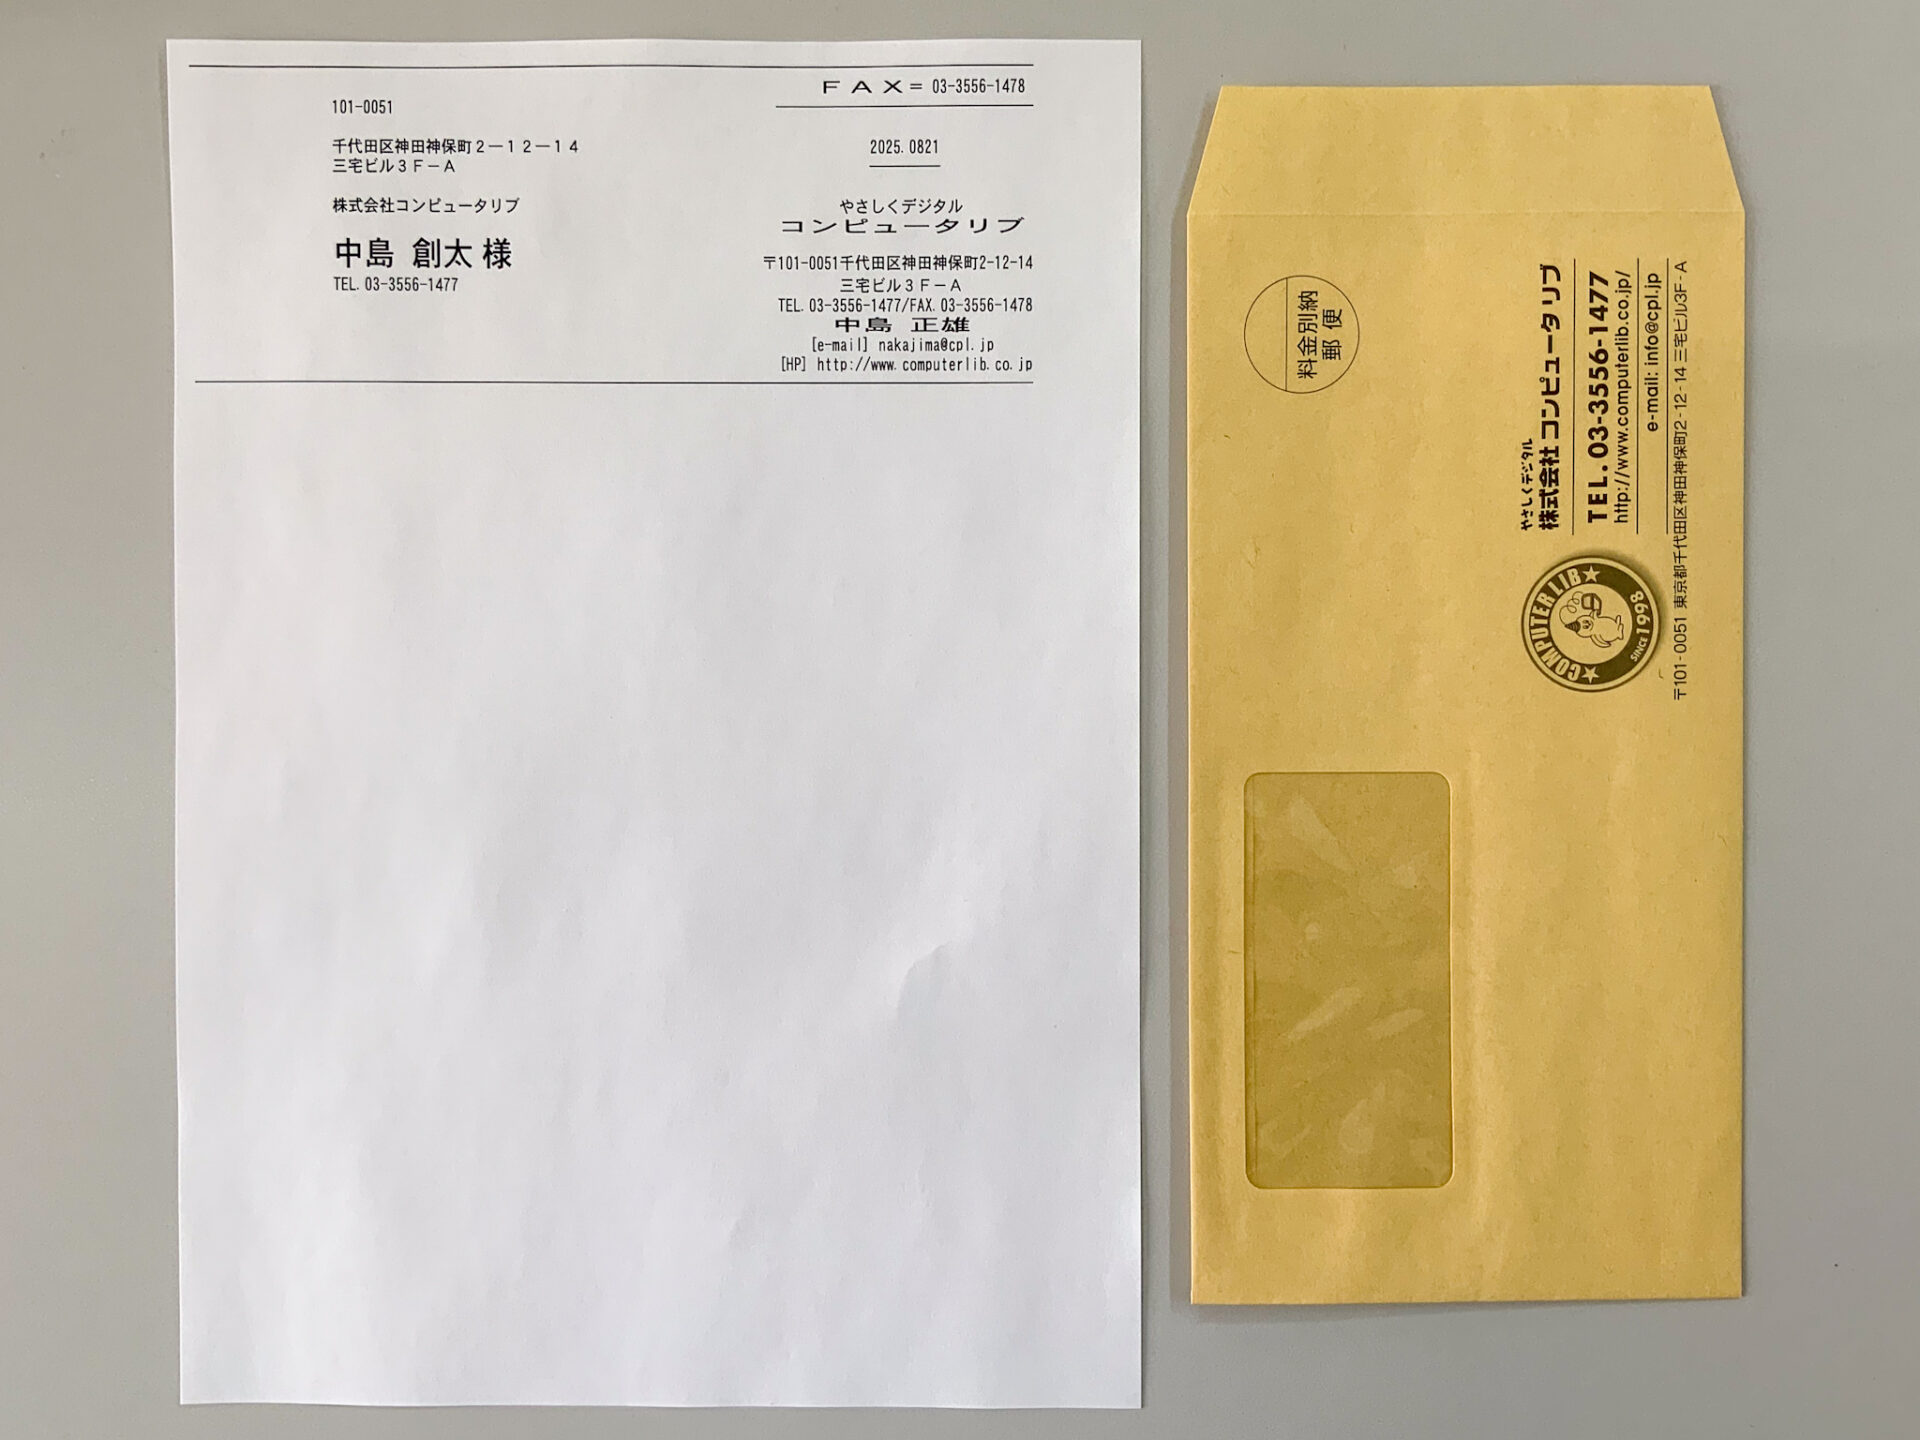 ＦＡＸ= 03-3556-1478
101-0051
千代田区神田神保町２－１２－１４
三宅ビル３Ｆ－Ａ
株式会社コンピュータリブ
中島 創太 様
TEL. 03-3556-1477
2025.0821
やさしくデジタル
コンピュータリブ
〒101-0051千代田区神田神保町2-12-14
三宅ビル３Ｆ－Ａ
TEL. 03-3556-1477/FAX. 03-3556-1478
中島 正雄
[e-mail] nakajima@cpl.jp
[HP] http://www.computerlib.co.jp
料金別納
郵便
やさしくデジタル
株式会社 コンピュータリブ
TEL.03-3556-1477
http://www.computerlib.co.jp/
e-mail: info@cpl.jp
〒101-0051 東京都千代田区神田神保町2-12-14 三宅ビル3F-A
★COMPUTER LIB★
SINCE 1998